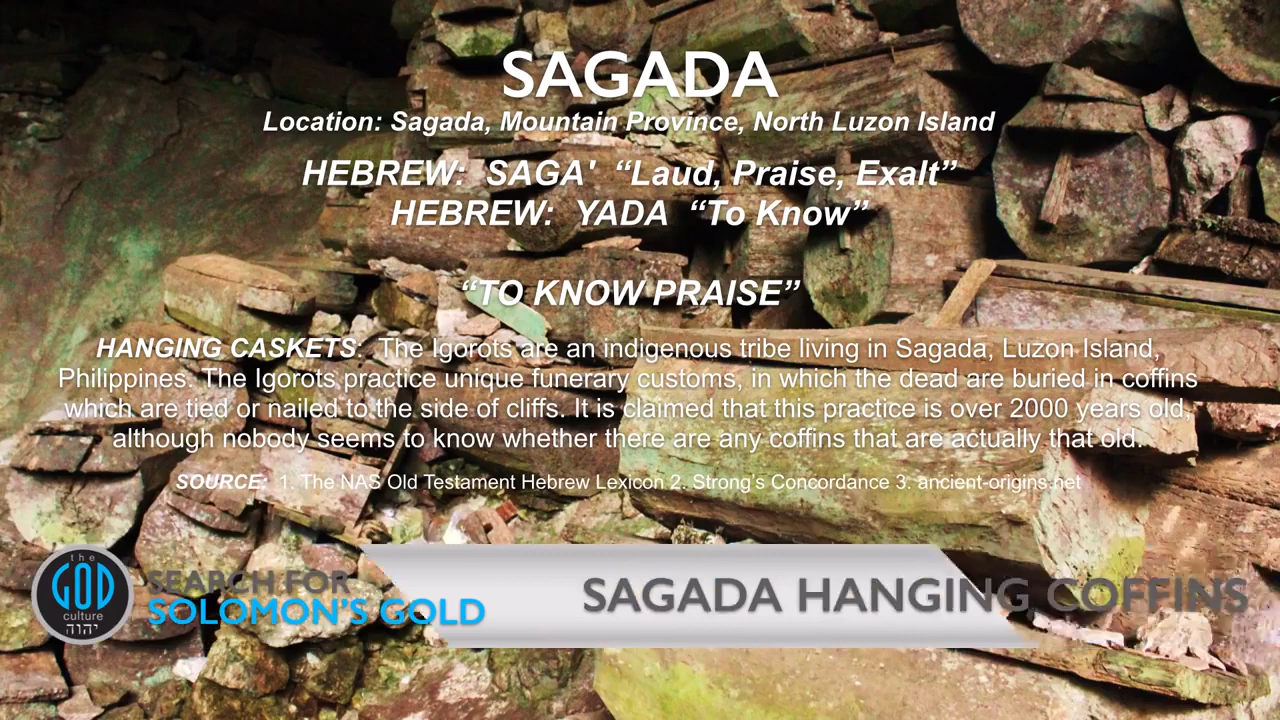 SAGADA
Location: Sagada, Mountain Province, North Luzon Island
HEBREW: SAGA' “Laud, Praise, Exalt”
HEBREW: YADA “To Know”
“TO KNOW PRAISE”
HANGING CASKETS: The Igorots are an indigenous tribe living in Sagada, Luzon Island,
Philippines. The Igorots practice unique funerary customs, in which the dead are buried in coffins
which are tied or nailed to the side of cliffs. It is claimed that this practice is over 2000 years old,
although nobody seems to know whether there are any coffins that are actually that old.
SOURCE: 1. The NAS Old Testament Hebrew Lexicon 2. Strong's Concordance 3. ancient-origins.net
the
GOD
culture
יהוה
SEARCH FOR
SOLOMON'S GOLD
SAGADA HANGING COFFINS